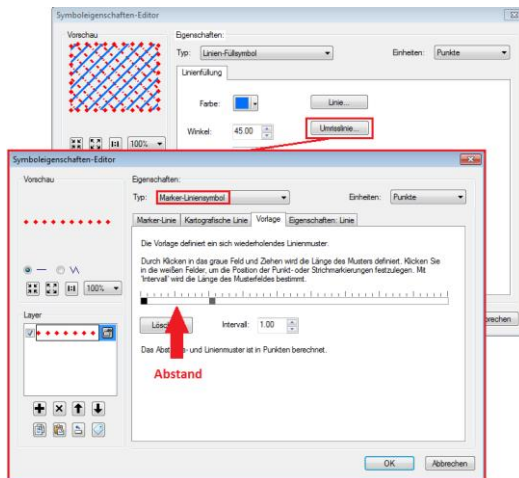 Symboleigenschaften-Editor
Vorschau
Eigenschaften:
Typ: Linien-Füllsymbol
Einheiten: Punkte
Linienfüllung
Farbe:
Linie...
Winkel: 45.00
Umrisslinie...
100%
Symboleigenschaften-Editor
Vorschau
Eigenschaften:
Typ: Marker-Liniensymbol
Einheiten: Punkte
Marker-Linie Kartografische Linie Vorlage Eigenschaften: Linie
Die Vorlage definiert ein sich wiederholendes Linienmuster.
Durch Klicken in das graue Feld und Ziehen wird die Länge des Musters definiert. Klicken Sie
in die weißen Felder, um die Position der Punkt- oder Strichmarkierungen festzulegen. Mit
'Intervall' wird die Länge des Musterfeldes bestimmt.
100%
Layer
Intervall: 1.00
Das Abstands- und Linienmuster ist in Punkten berechnet.
Abstand
OK
Abbrechen